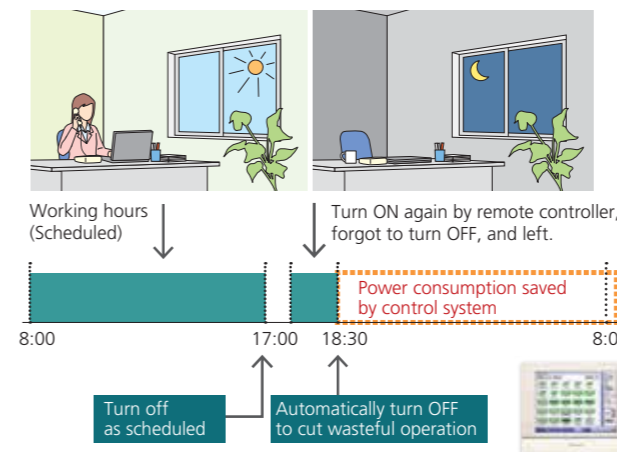 Working hours
(Scheduled)
Turn ON again by remote controller,
forgot to turn OFF, and left.
Power consumption saved
by control system
8:00
17:00
18:30
Turn off
as scheduled
Automatically turn OFF
to cut wasteful operation